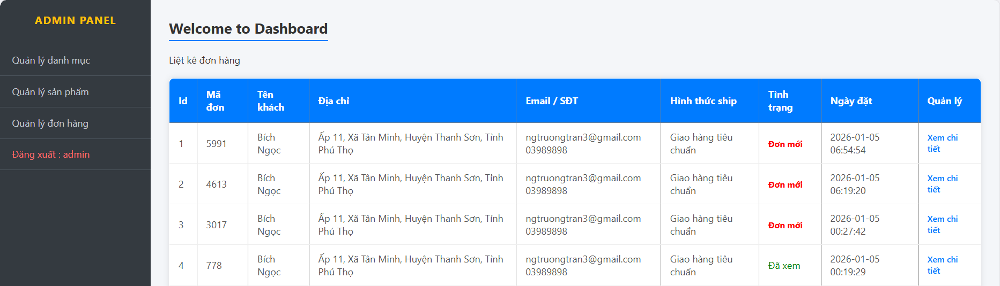 ADMIN PANEL
Quản lý danh mục
Quản lý sản phẩm
Quản lý đơn hàng
Đăng xuất : admin
Welcome to Dashboard
Liệt kê đơn hàng
Id
Mã
đơn
Tên
khách
Địa chỉ
Email / SĐT
Hình thức ship
Tình
trạng
Ngày đặt
Quản lý
1
5991
Bích
Ngọc
Ấp 11, Xã Tân Minh, Huyện Thanh Sơn, Tỉnh
Phú Thọ
ngtruongtran3@gmail.com
03989898
Giao hàng tiêu
chuẩn
Đơn mới
2026-01-05
06:54:54
Xem chi
tiết
2
4613
Bích
Ngọc
Ấp 11, Xã Tân Minh, Huyện Thanh Sơn, Tỉnh
Phú Thọ
ngtruongtran3@gmail.com
03989898
Giao hàng tiêu
chuẩn
Đơn mới
2026-01-05
06:19:20
Xem chi
tiết
3
3017
Bích
Ngọc
Ấp 11, Xã Tân Minh, Huyện Thanh Sơn, Tỉnh
Phú Thọ
ngtruongtran3@gmail.com
03989898
Giao hàng tiêu
chuẩn
Đơn mới
2026-01-05
00:27:42
Xem chi
tiết
4
778
Bích
Ngọc
Ấp 11, Xã Tân Minh, Huyện Thanh Sơn, Tỉnh
Phú Thọ
ngtruongtran3@gmail.com
03989898
Giao hàng tiêu
chuẩn
Đã xem
2026-01-05
00:19:29
Xem chi
tiết